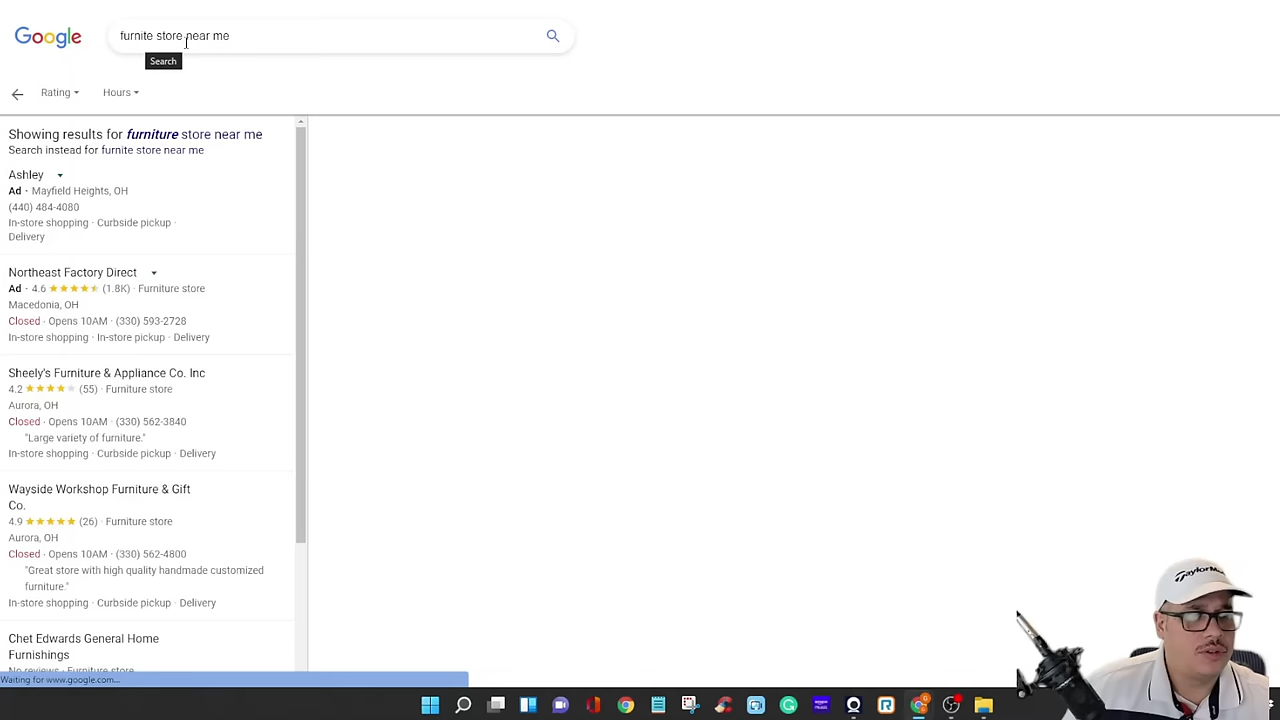 Google
furnite store near me
Search
Rating
Hours
Showing results for furniture store near me
Search instead for furnite store near me
Ashley
Ad · Mayfield Heights, OH
(440) 484-4080
In-store shopping · Curbside pickup ·
Delivery
Northeast Factory Direct
Ad · 4.6 (1.8K) · Furniture store
Macedonia, OH
Closed · Opens 10AM · (330) 593-2728
In-store shopping · In-store pickup · Delivery
Sheely's Furniture & Appliance Co. Inc
4.2 (55) · Furniture store
Aurora, OH
Closed · Opens 10AM · (330) 562-3840
"Large variety of furniture."
In-store shopping · Curbside pickup · Delivery
Wayside Workshop Furniture & Gift
Co.
4.9 (26) · Furniture store
Aurora, OH
Closed · Opens 10AM · (330) 562-4800
"Great store with high quality handmade customized
furniture."
In-store shopping · Curbside pickup · Delivery
Chet Edwards General Home
Furnishings
No reviews · Furniture store
Waiting for www.google.com...